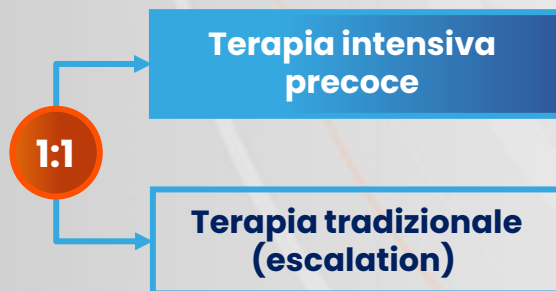 Terapia intensiva
precoce
1:1
Terapia tradizionale
(escalation)